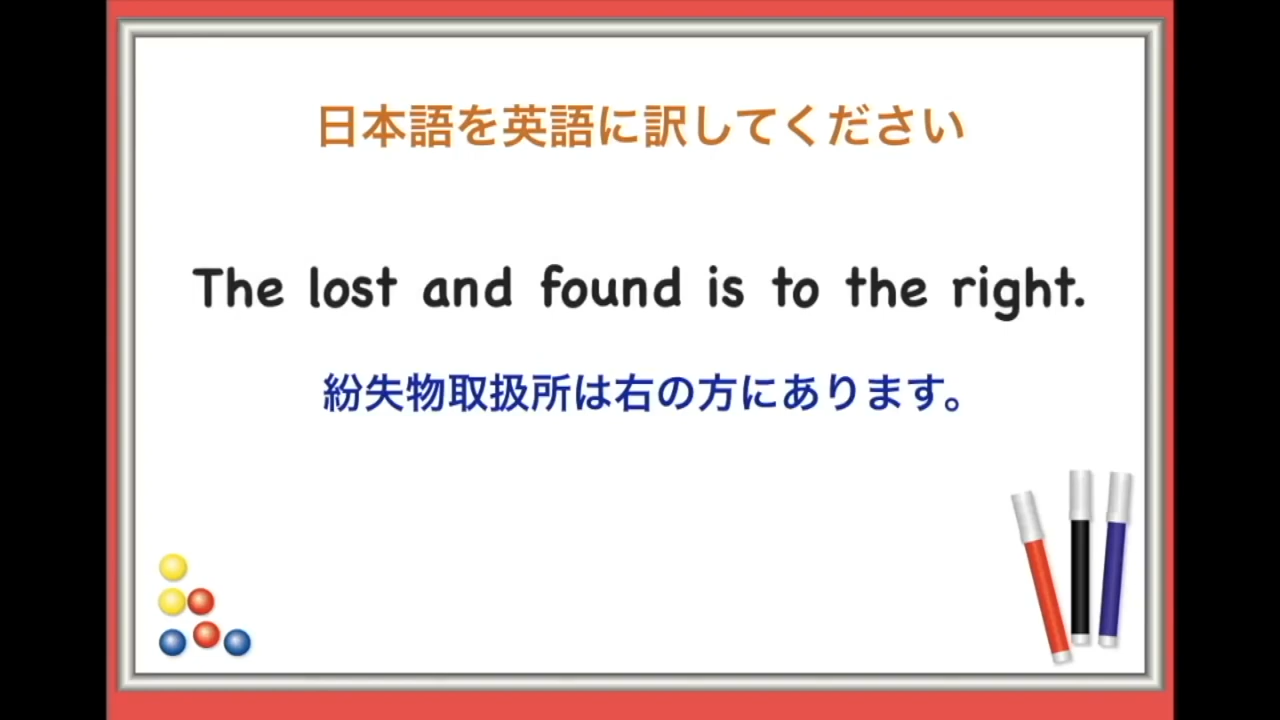 日本語を英語に訳してください
The lost and found is to the right.
紛失物取扱所は右の方にあります。